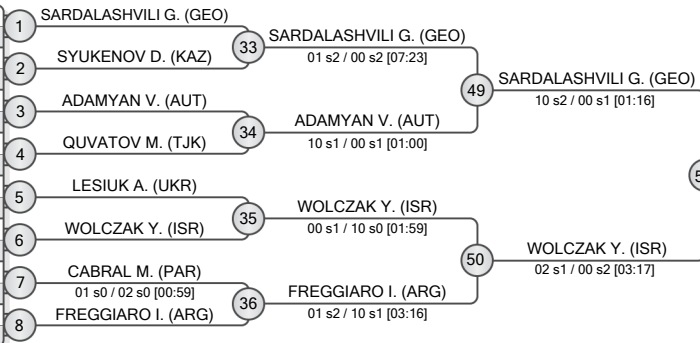 1
SARDALASHVILI G. (GEO)
2
SYUKENOV D. (KAZ)
33
SARDALASHVILI G. (GEO)
01 s2 / 00 s2 [07:23]
3
ADAMYAN V. (AUT)
4
QUVATOV M. (TJK)
34
ADAMYAN V. (AUT)
10 s1 / 00 s1 [01:00]
49
SARDALASHVILI G. (GEO)
10 s2 / 00 s1 [01:16]
5
LESIUK A. (UKR)
6
WOLCZAK Y. (ISR)
35
WOLCZAK Y. (ISR)
00 s1 / 10 s0 [01:59]
7
CABRAL M. (PAR)
01 s0 / 02 s0 [00:59]
8
FREGGIARO I. (ARG)
36
FREGGIARO I. (ARG)
01 s2 / 10 s1 [03:16]
50
WOLCZAK Y. (ISR)
02 s1 / 00 s2 [03:17]